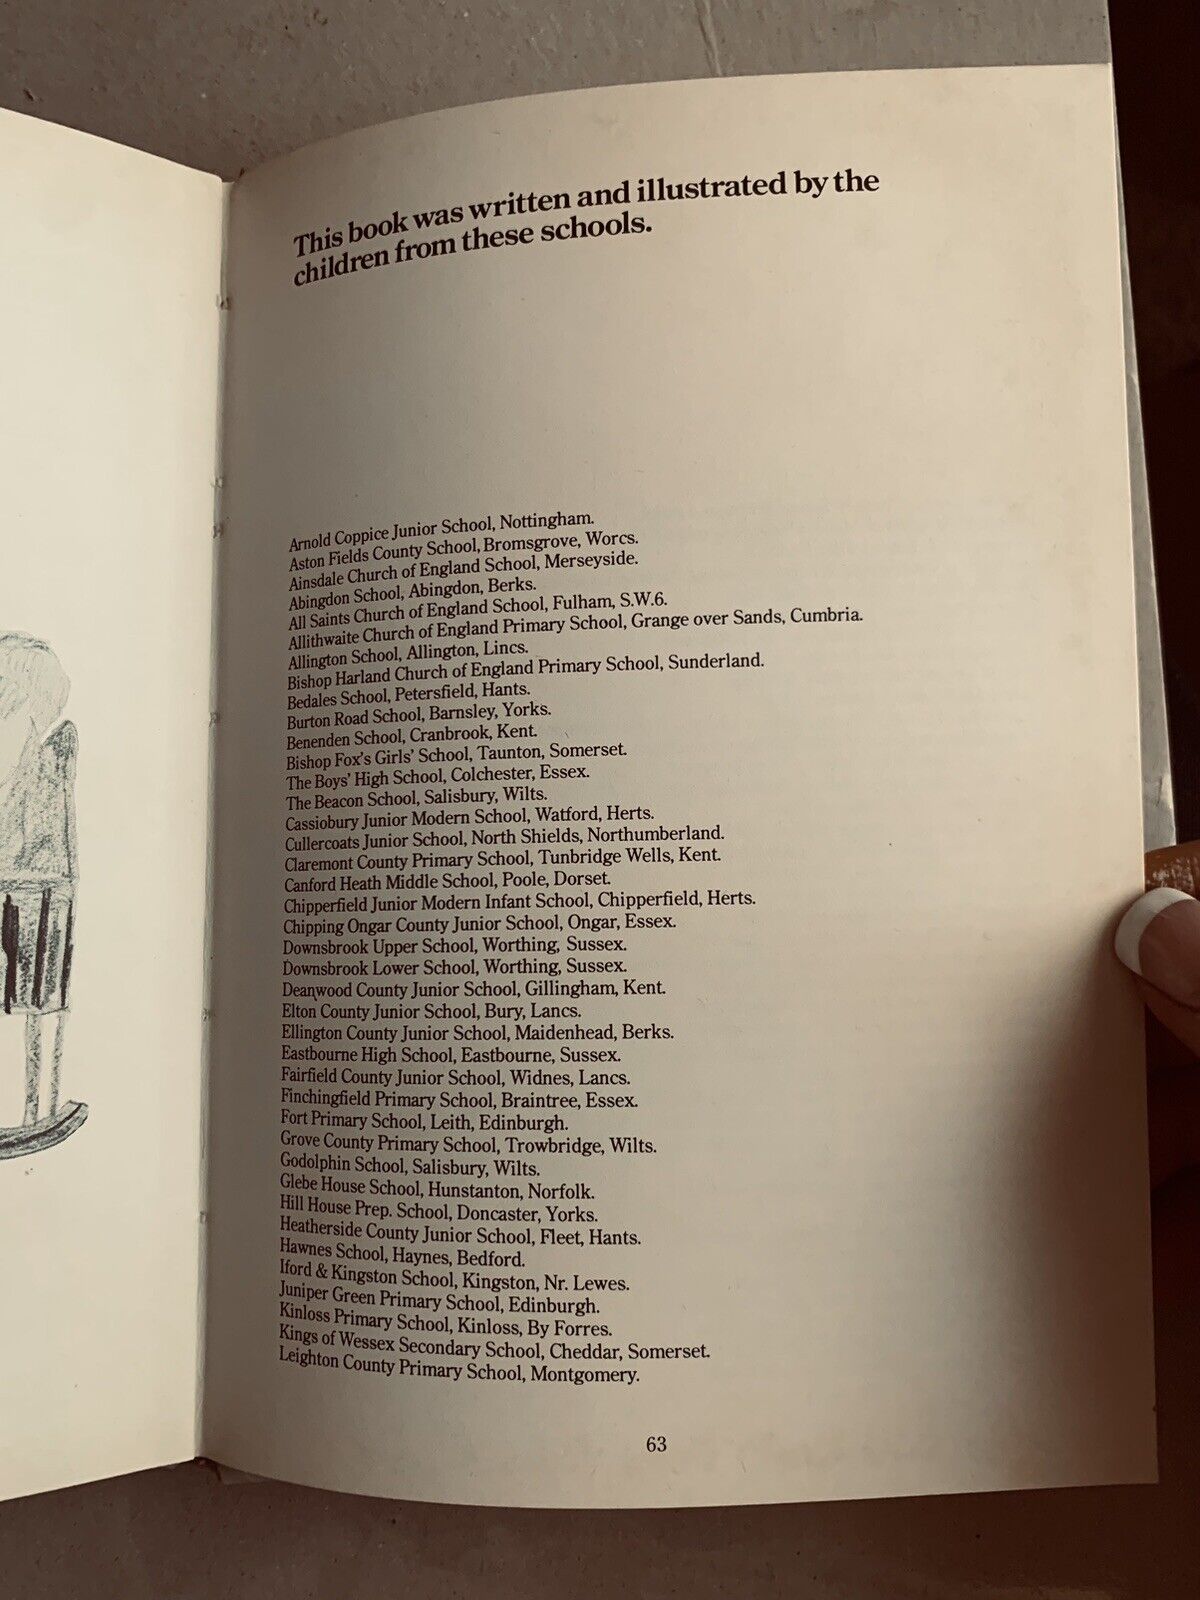 This book was written and illustrated by the
children from these schools.
Arnold Coppice Junior School, Nottingham.
Aston Fields County School, Bromsgrove, Worcs.
Ainsdale Church of England School, Merseyside.
Abingdon School, Abingdon, Berks.
All Saints Church of England School, Fulham, S.W.6.
Allithwaite Church of England Primary School, Grange over Sands, Cumbria.
Allington School, Allington, Lincs.
Bishop Harland Church of England Primary School, Sunderland.
Bedales School, Petersfield, Hants.
Burton Road School, Barnsley, Yorks.
Benenden School, Cranbrook, Kent.
Bishop Fox's Girls' School, Taunton, Somerset.
The Boys' High School, Colchester, Essex.
The Beacon School, Salisbury, Wilts.
Cassiobury Junior Modern School, Watford, Herts.
Cullercoats Junior School, North Shields, Northumberland.
Claremont County Primary School, Tunbridge Wells, Kent.
Canford Heath Middle School, Poole, Dorset.
Chipperfield Junior Modern Infant School, Chipperfield, Herts.
Chipping Ongar County Junior School, Ongar, Essex.
Downsbrook Upper School, Worthing, Sussex.
Downsbrook Lower School, Worthing, Sussex.
Deanwood County Junior School, Gillingham, Kent.
Elton County Junior School, Bury, Lancs.
Ellington County Junior School, Maidenhead, Berks.
Eastbourne High School, Eastbourne, Sussex.
Fairfield County Junior School, Widnes, Lancs.
Finchingfield Primary School, Braintree, Essex.
Fort Primary School, Leith, Edinburgh.
Grove County Primary School, Trowbridge, Wilts.
Godolphin School, Salisbury, Wilts.
Glebe House School, Hunstanton, Norfolk.
Hill House Prep. School, Doncaster, Yorks.
Heatherside County Junior School, Fleet, Hants.
Hawnes School, Haynes, Bedford.
Iford & Kingston School, Kingston, Nr. Lewes.
Juniper Green Primary School, Edinburgh.
Kinloss Primary School, Kinloss, By Forres.
Kings of Wessex Secondary School, Cheddar, Somerset.
Leighton County Primary School, Montgomery.
63